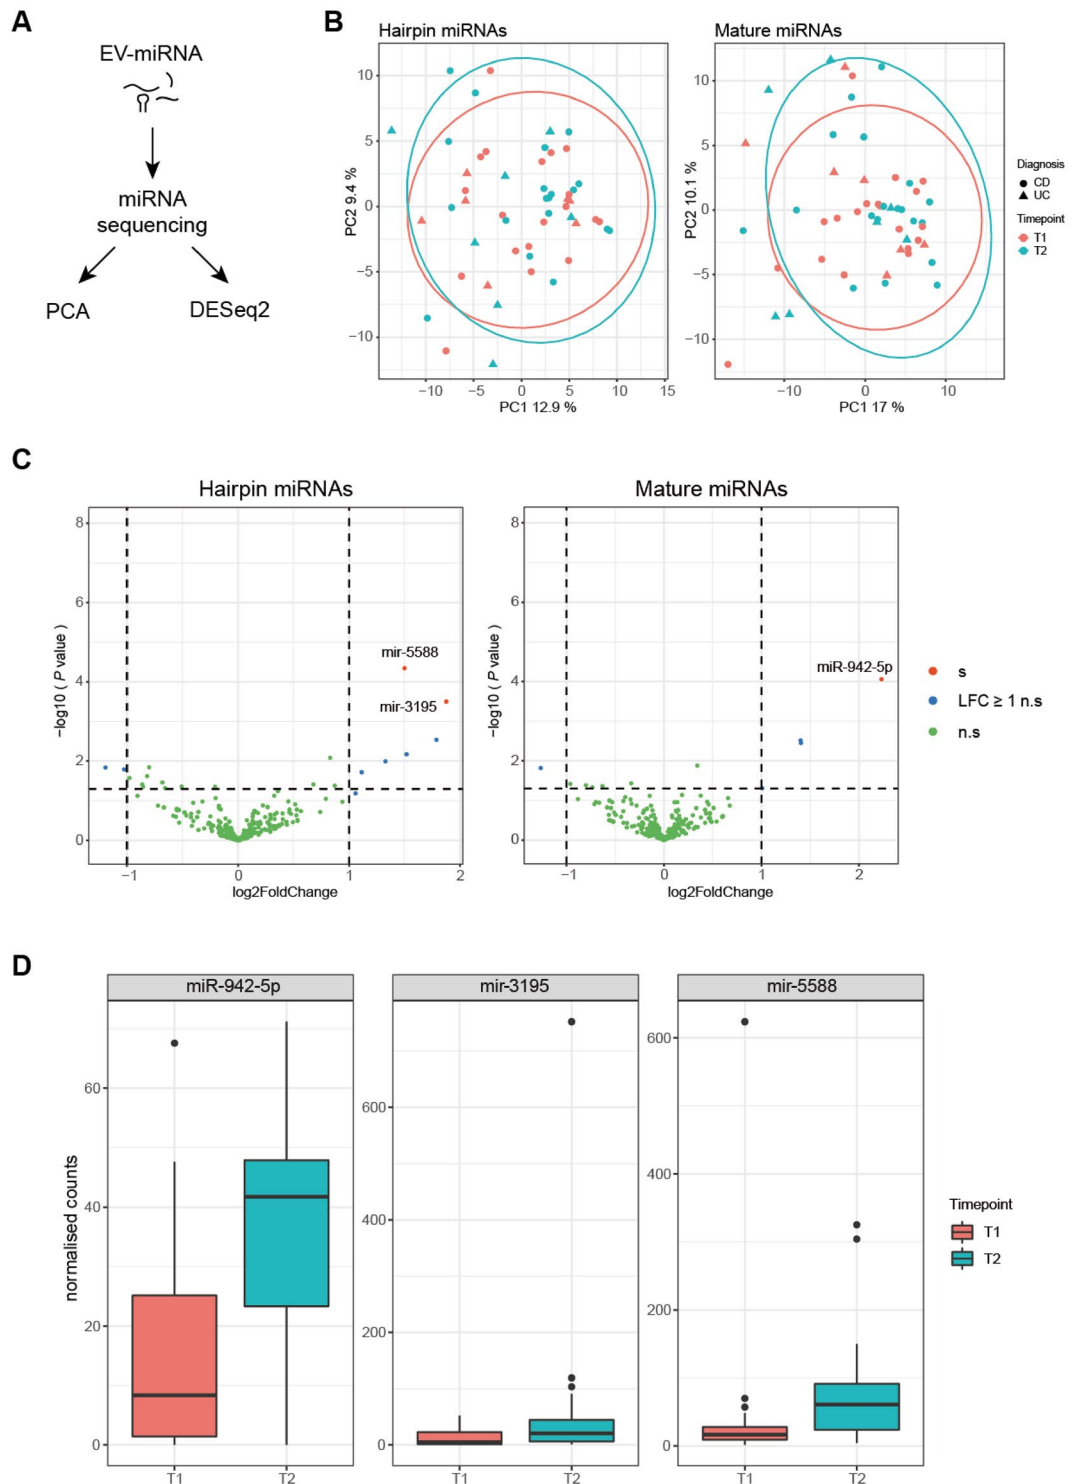 A
EV-miRNA
miRNA
sequencing
PCA
DESeq2
B
Hairpin miRNAs
10
5
0
−5
−10
PC2 9.4 %
−10
−5
0
5
10
15
PC1 12.9 %
Mature miRNAs
10
5
0
−5
−10
PC2 10.1 %
−10
0
10
PC1 17 %
Diagnosis
CD
UC
Timepoint
T1
T2
C
Hairpin miRNAs
8
6
4
2
0
−log10 ( P value )
mir-5588
mir-3195
−1
0
1
2
log2FoldChange
Mature miRNAs
8
6
4
2
0
−log10 ( P value )
miR-942-5p
−1
0
1
2
log2FoldChange
s
LFC ≥ 1 n.s
n.s
D
miR-942-5p
60
40
20
0
normalised counts
T1
T2
mir-3195
600
400
200
0
T1
T2
mir-5588
600
400
200
0
T1
T2
Timepoint
T1
T2